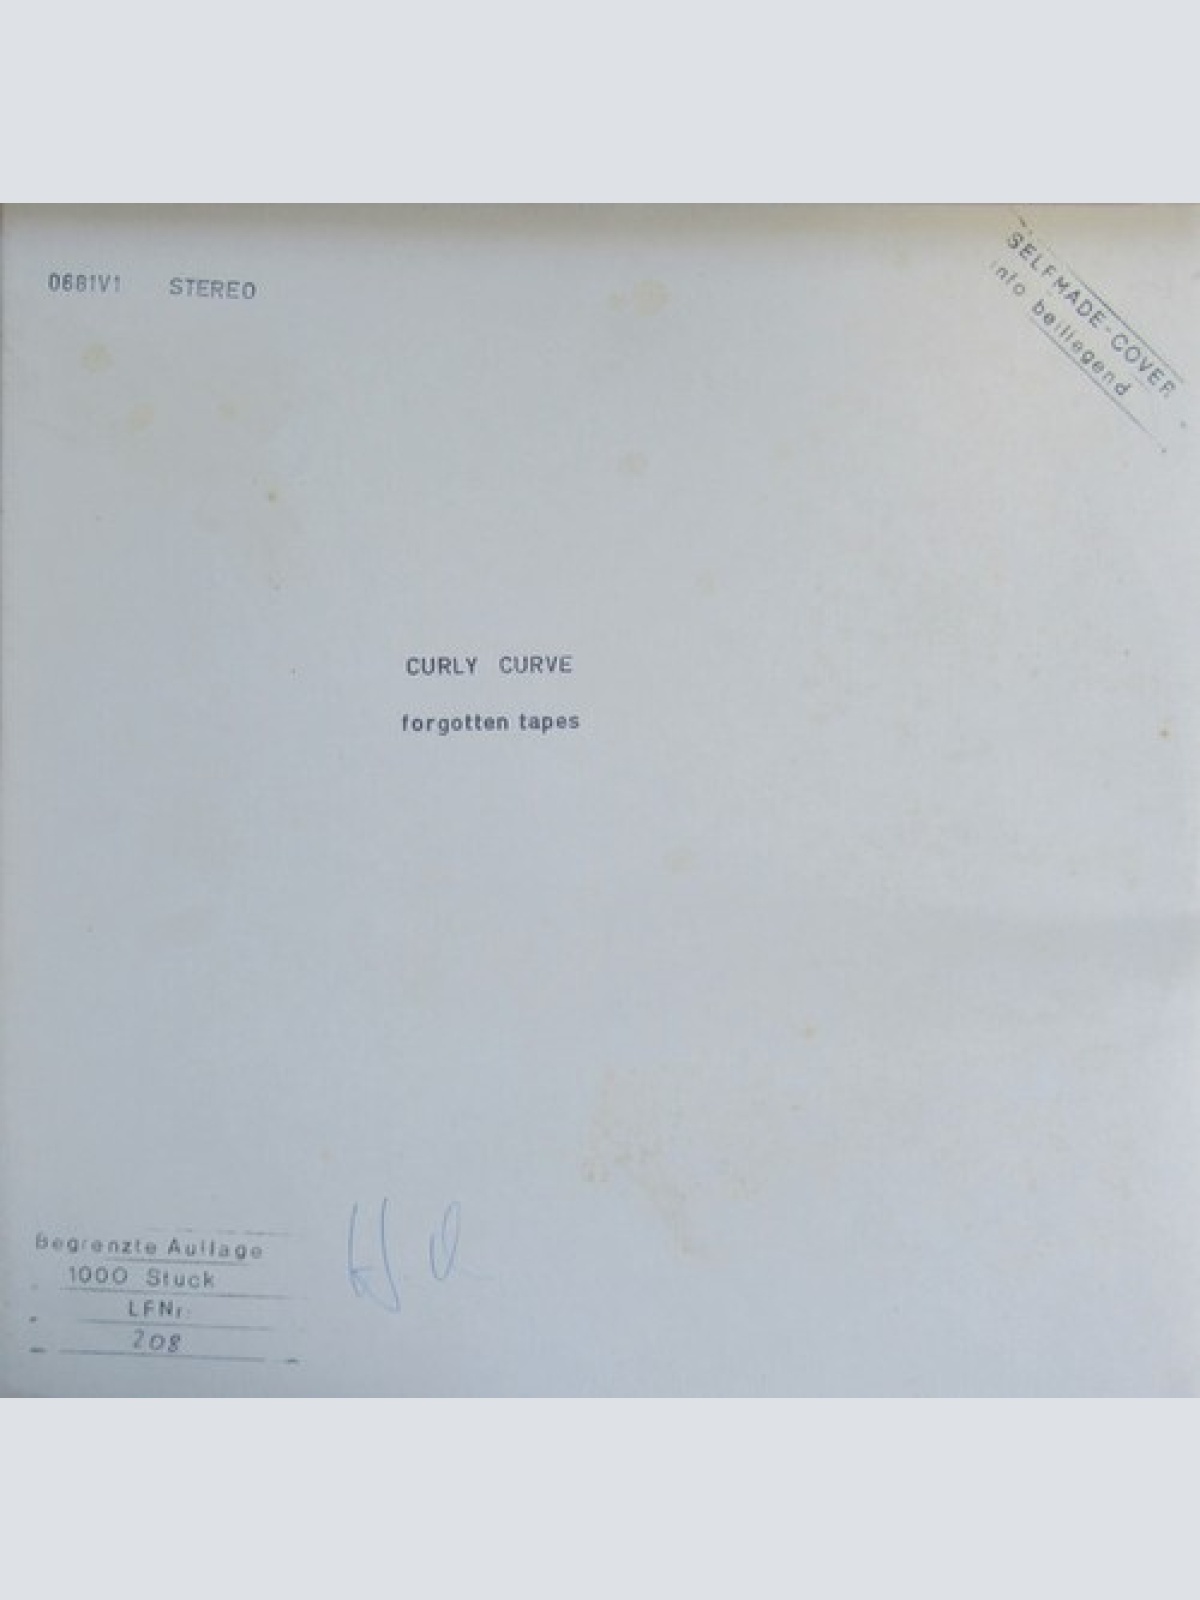 0681V1 STEREO
SELFMADE-COVER
info beiliegend
CURLY CURVE
forgotten tapes
Begrenzte Auflage
1000 Stuck
LFNr.
208